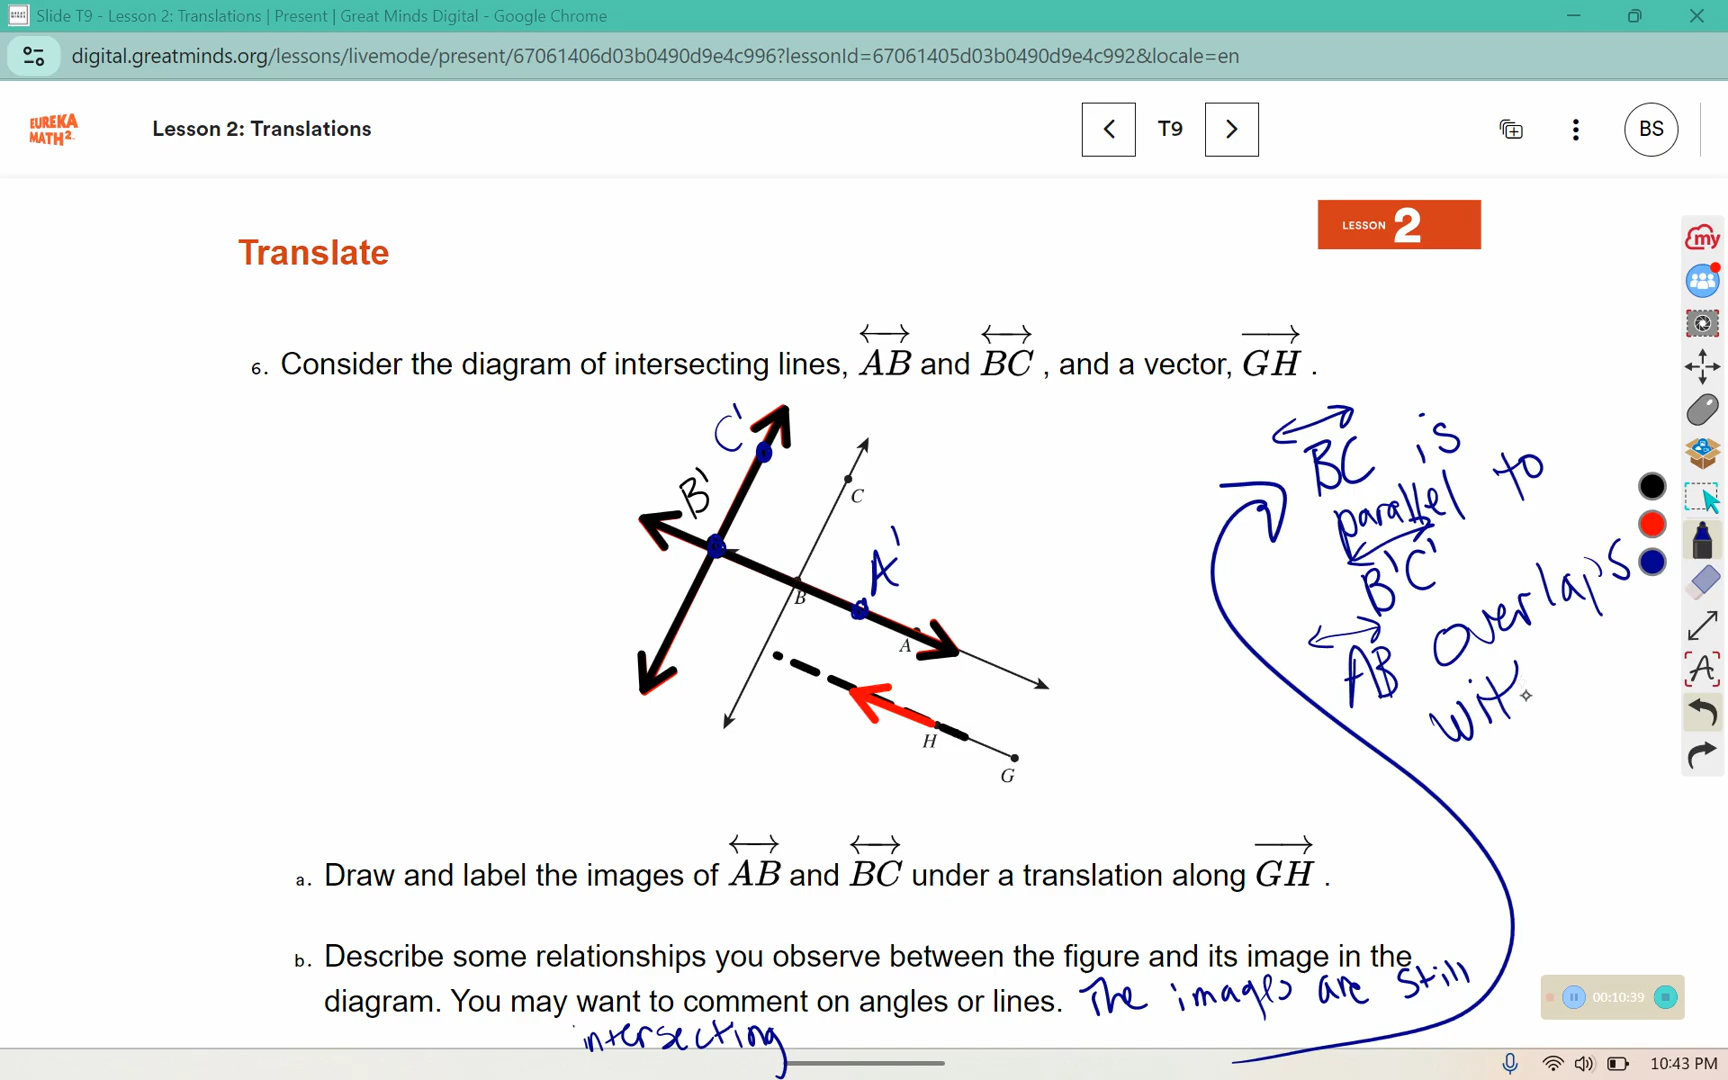 Slide T9 - Lesson 2: Translations | Present | Great Minds Digital - Google Chrome
digital.greatminds.org/lessons/livemode/present/67061406d03b0490d9e4c996?lessonId=67061405d03b0490d9e4c992&locale=en
EUREKA
MATH²
Lesson 2: Translations
T9
BS
LESSON 2
Translate
6. Consider the diagram of intersecting lines, AB and BC , and a vector, GH .
C'
B'
C
A'
B
A
H
G
BC is
parallel to
B'C'
AB overlaps
wit
a. Draw and label the images of AB and BC under a translation along GH .
b. Describe some relationships you observe between the figure and its image in the
diagram. You may want to comment on angles or lines. The images are still
intersecting
my
A
00:10:39
10:43 PM